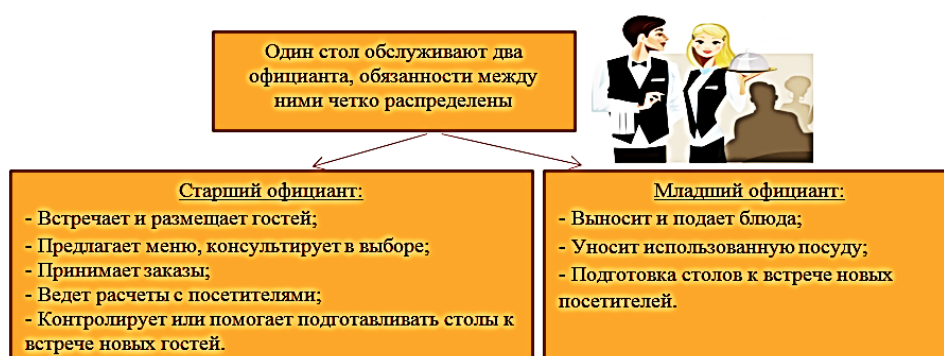 Один стол обслуживают два
официанта, обязанности между
ними четко распределены
Старший официант:
- Встречает и размещает гостей;
- Предлагает меню, консультирует в выборе;
- Принимает заказы;
- Ведет расчеты с посетителями;
- Контролирует или помогает подготавливать столы к
встрече новых гостей.
Младший официант:
- Выносит и подает блюда;
- Уносит использованную посуду;
- Подготовка столов к встрече новых
посетителей.